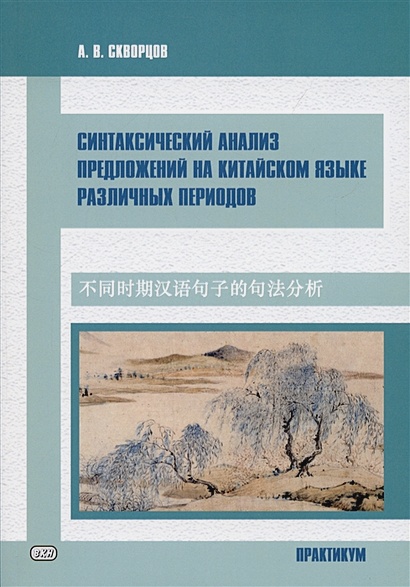 А. В. СКВОРЦОВ
СИНТАКСИЧЕСКИЙ АНАЛИЗ
ПРЕДЛОЖЕНИЙ НА КИТАЙСКОМ ЯЗЫКЕ
РАЗЛИЧНЫХ ПЕРИОДОВ
不同时期汉语句子的句法分析
ВКН
ПРАКТИКУМ